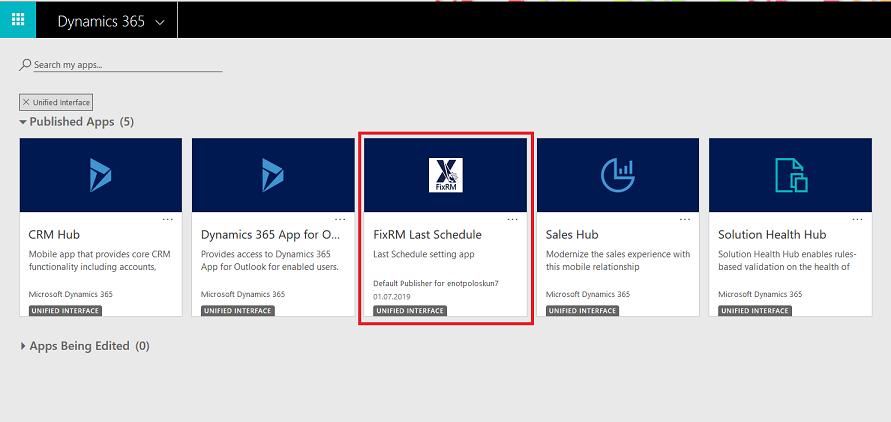 Dynamics 365
Search my apps...
Unified Interface
Published Apps (5)
FixRM
CRM Hub
Mobile app that provides core CRM
functionality including accounts,
Microsoft Dynamics 365
UNIFIED INTERFACE
Dynamics 365 App for O...
Provides access to Dynamics 365
App for Outlook for enabled users.
Microsoft Dynamics 365
UNIFIED INTERFACE
FixRM Last Schedule
Last Schedule setting app
Default Publisher for enotpoloskun7
01.07.2019
UNIFIED INTERFACE
Sales Hub
Modernize the sales experience with
this mobile relationship
Microsoft Dynamics 365
UNIFIED INTERFACE
Solution Health Hub
Solution Health Hub enables rules-
based validation on the health of
Microsoft Dynamics 365
UNIFIED INTERFACE
Apps Being Edited (0)